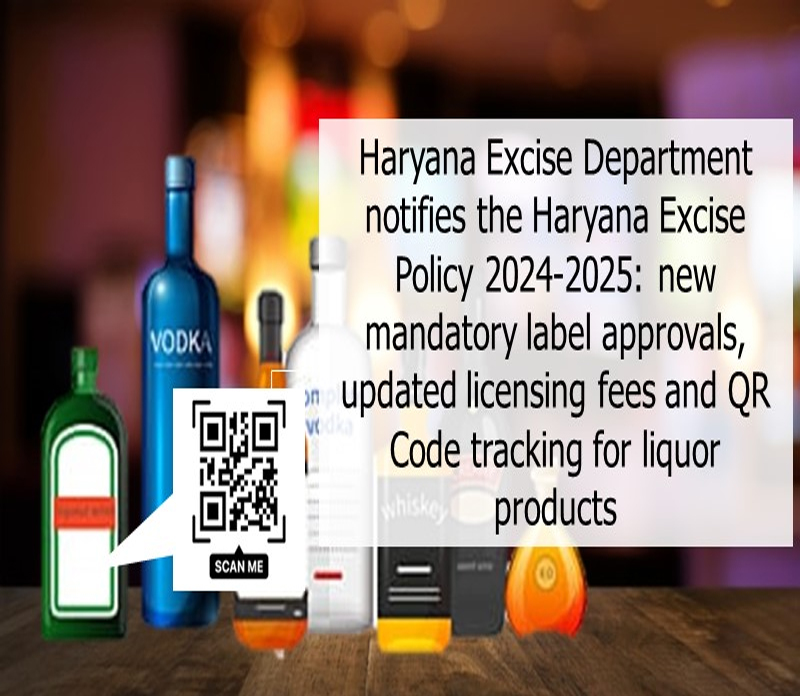 Haryana Excise Department
notifies the Haryana Excise
Policy 2024-2025: new
mandatory label approvals,
updated licensing fees and QR
Code tracking for liquor
products
VODKA
vodka
whiskey
SCAN ME
XO